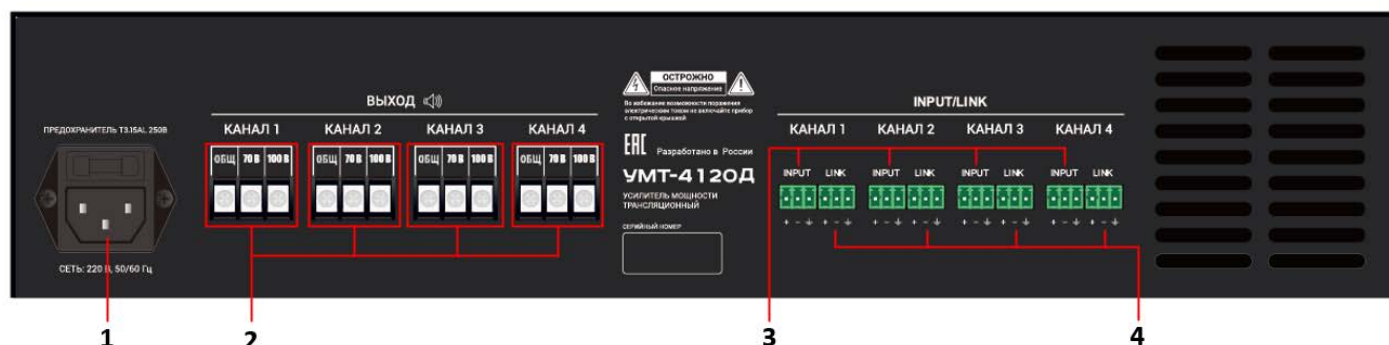 ВЫХОД
КАНАЛ 1 КАНАЛ 2 КАНАЛ 3 КАНАЛ 4
ПРЕДОХРАНИТЕЛЬ Т3.15AL 250В
ОБЩ 70 В 100 В ОБЩ 70 В 100 В ОБЩ 70 В 100 В ОБЩ 70 В 100 В
СЕТЬ: 220 В, 50/60 Гц
ОСТРОЖНО
Опасное напряжение
Во избежание возможности поражения
электрическим током не включайте прибор
с открытой крышкой
EAC Разработано в России
УМТ-4120Д
УСИЛИТЕЛЬ МОЩНОСТИ
ТРАНСЛЯЦИОННЫЙ
СЕРИЙНЫЙ НОМЕР
INPUT/LINK
КАНАЛ 1 КАНАЛ 2 КАНАЛ 3 КАНАЛ 4
INPUT LINK INPUT LINK INPUT LINK INPUT LINK
+ - + - + - + - + - + - + - + -
1 2 3 4